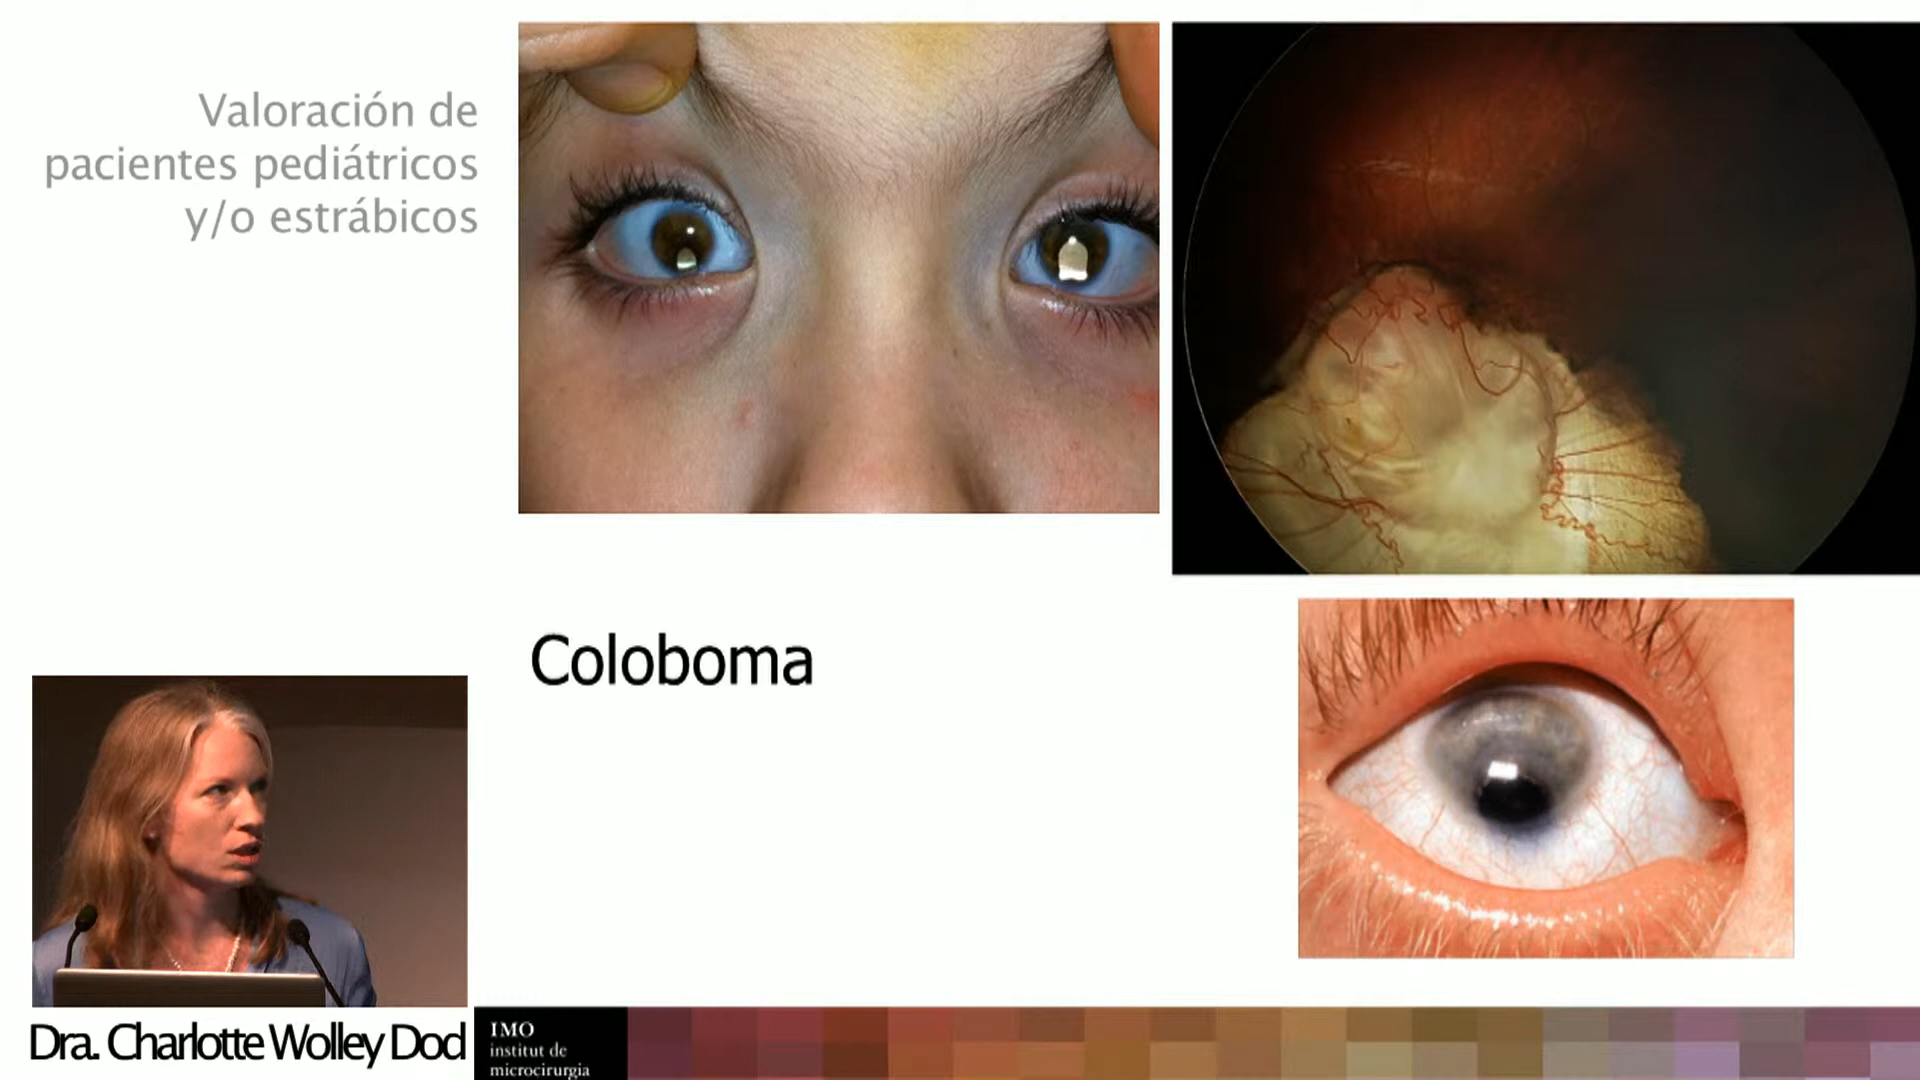 Valoración de
pacientes pediátricos
y/o estrábicos
Coloboma
Dra. Charlotte Wolley Dod
IMO
institut de
microcirurgia